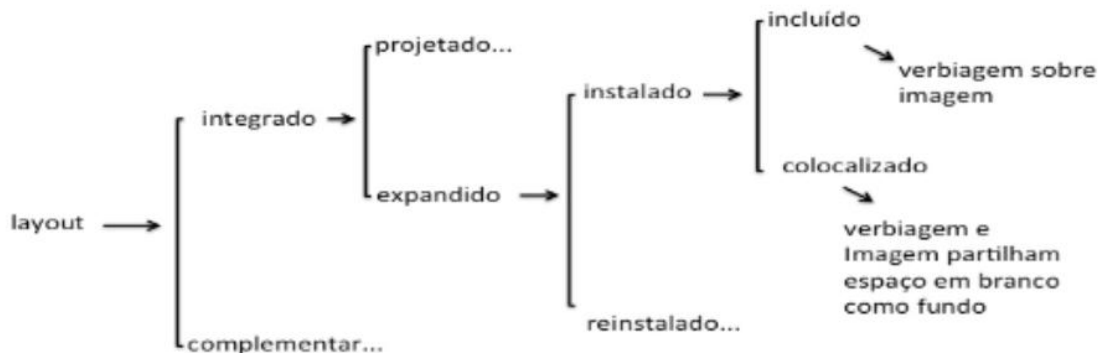 incluído
projetado...
verbiagem sobre
imagem
instalado
integrado
colocalizado
expandido
layout
verbiagem e
Imagem partilham
espaço em branco
como fundo
reinstalado...
complementar...